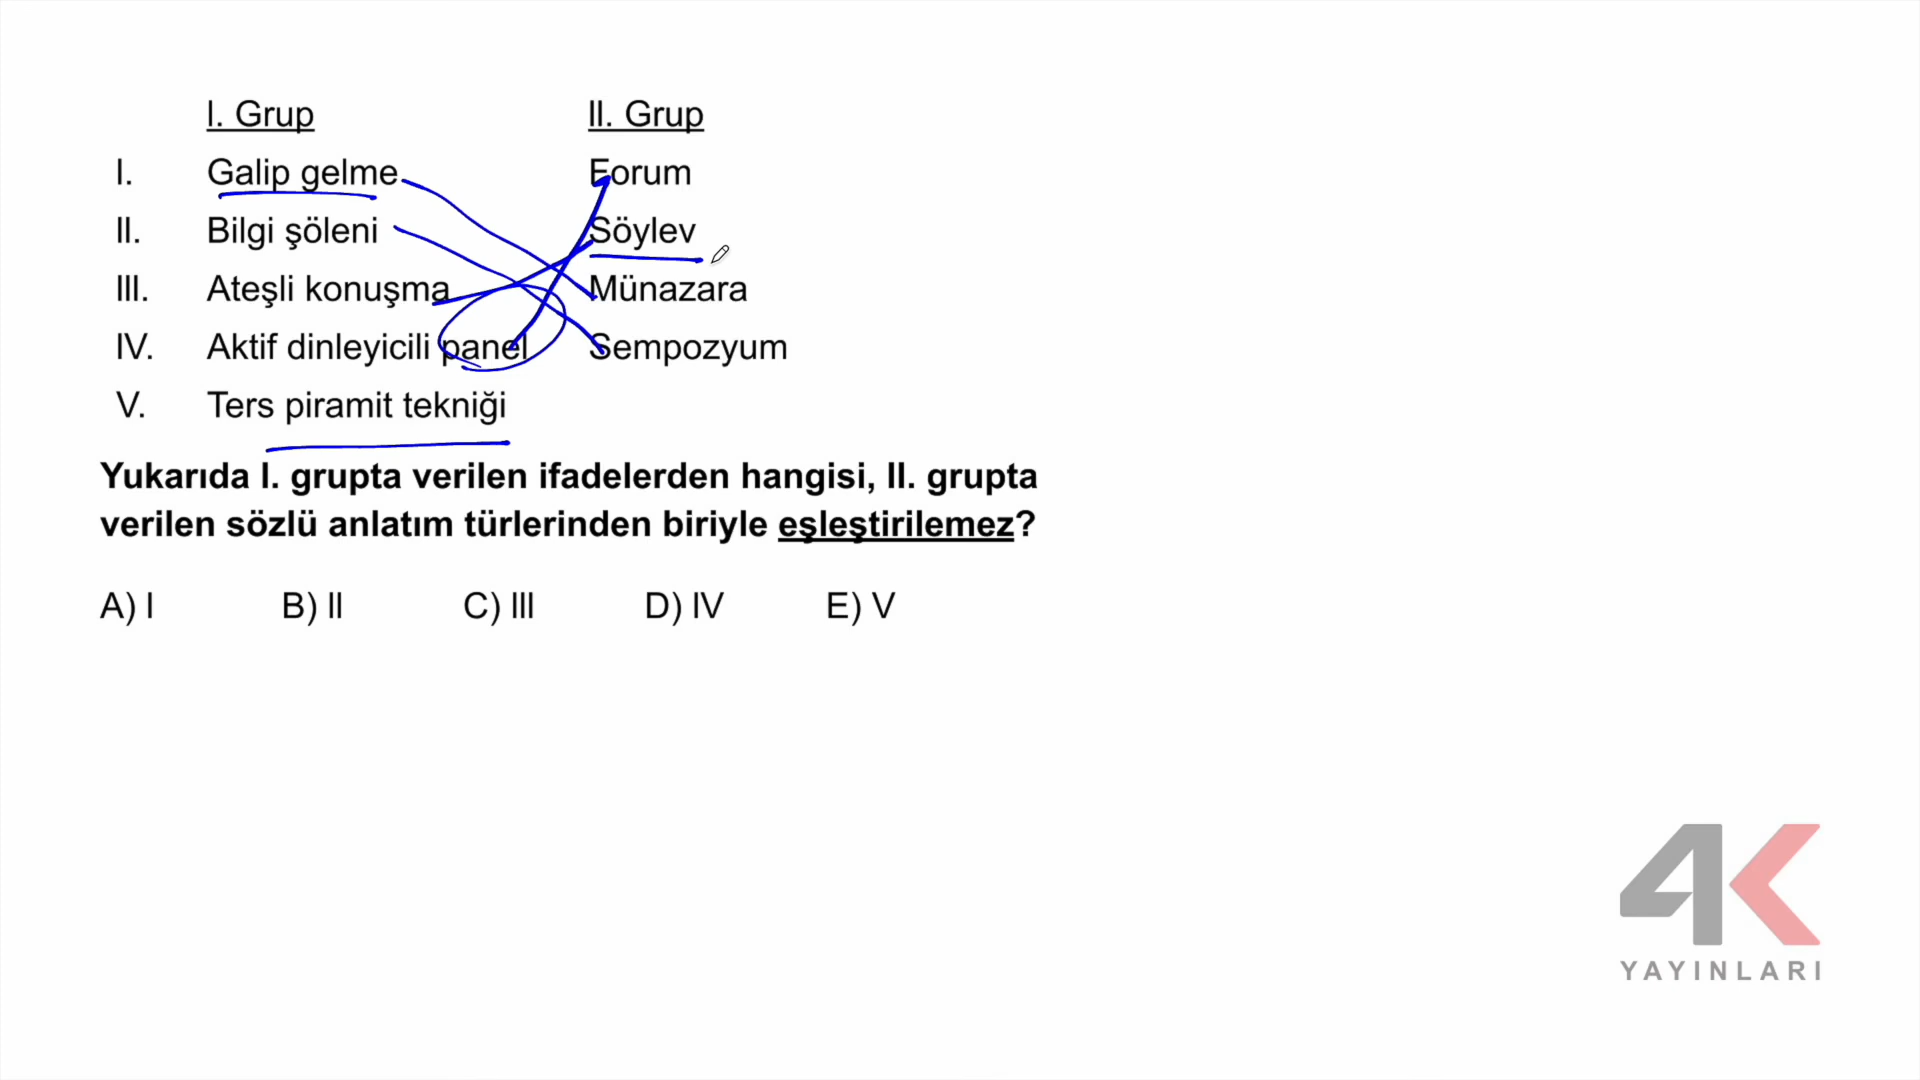 I. Grup II. Grup
I. Galip gelme Forum
II. Bilgi şöleni Söylev
III. Ateşli konuşma Münazara
IV. Aktif dinleyicili panel Sempozyum
V. Ters piramit tekniği
Yukarıda I. grupta verilen ifadelerden hangisi, II. grupta
verilen sözlü anlatım türlerinden biriyle eşleştirilemez?
A) I B) II C) III D) IV E) V
4K
YAYINLARI